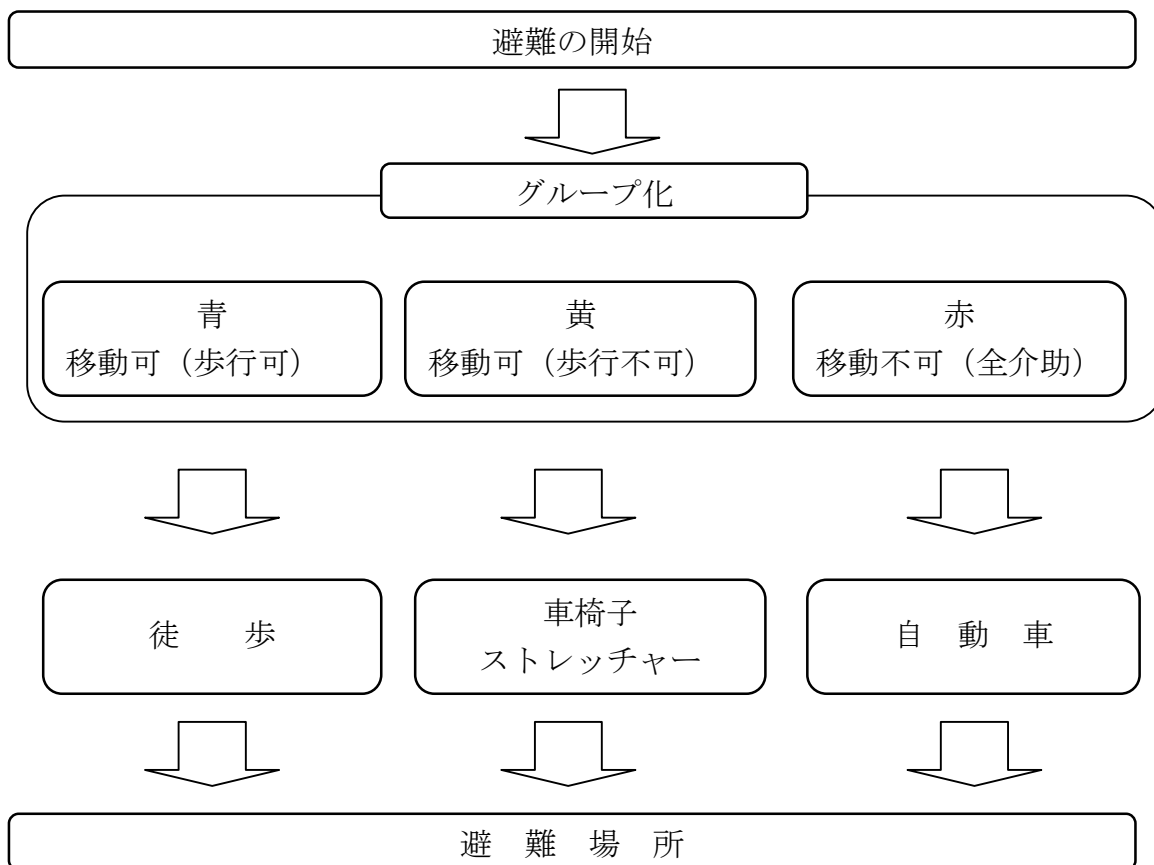 避難の開始
グループ化
青
移動可（歩行可）
黄
移動可（歩行不可）
赤
移動不可（全介助）
徒　　歩
車椅子
ストレッチャー
自　動　車
避　難　場　所